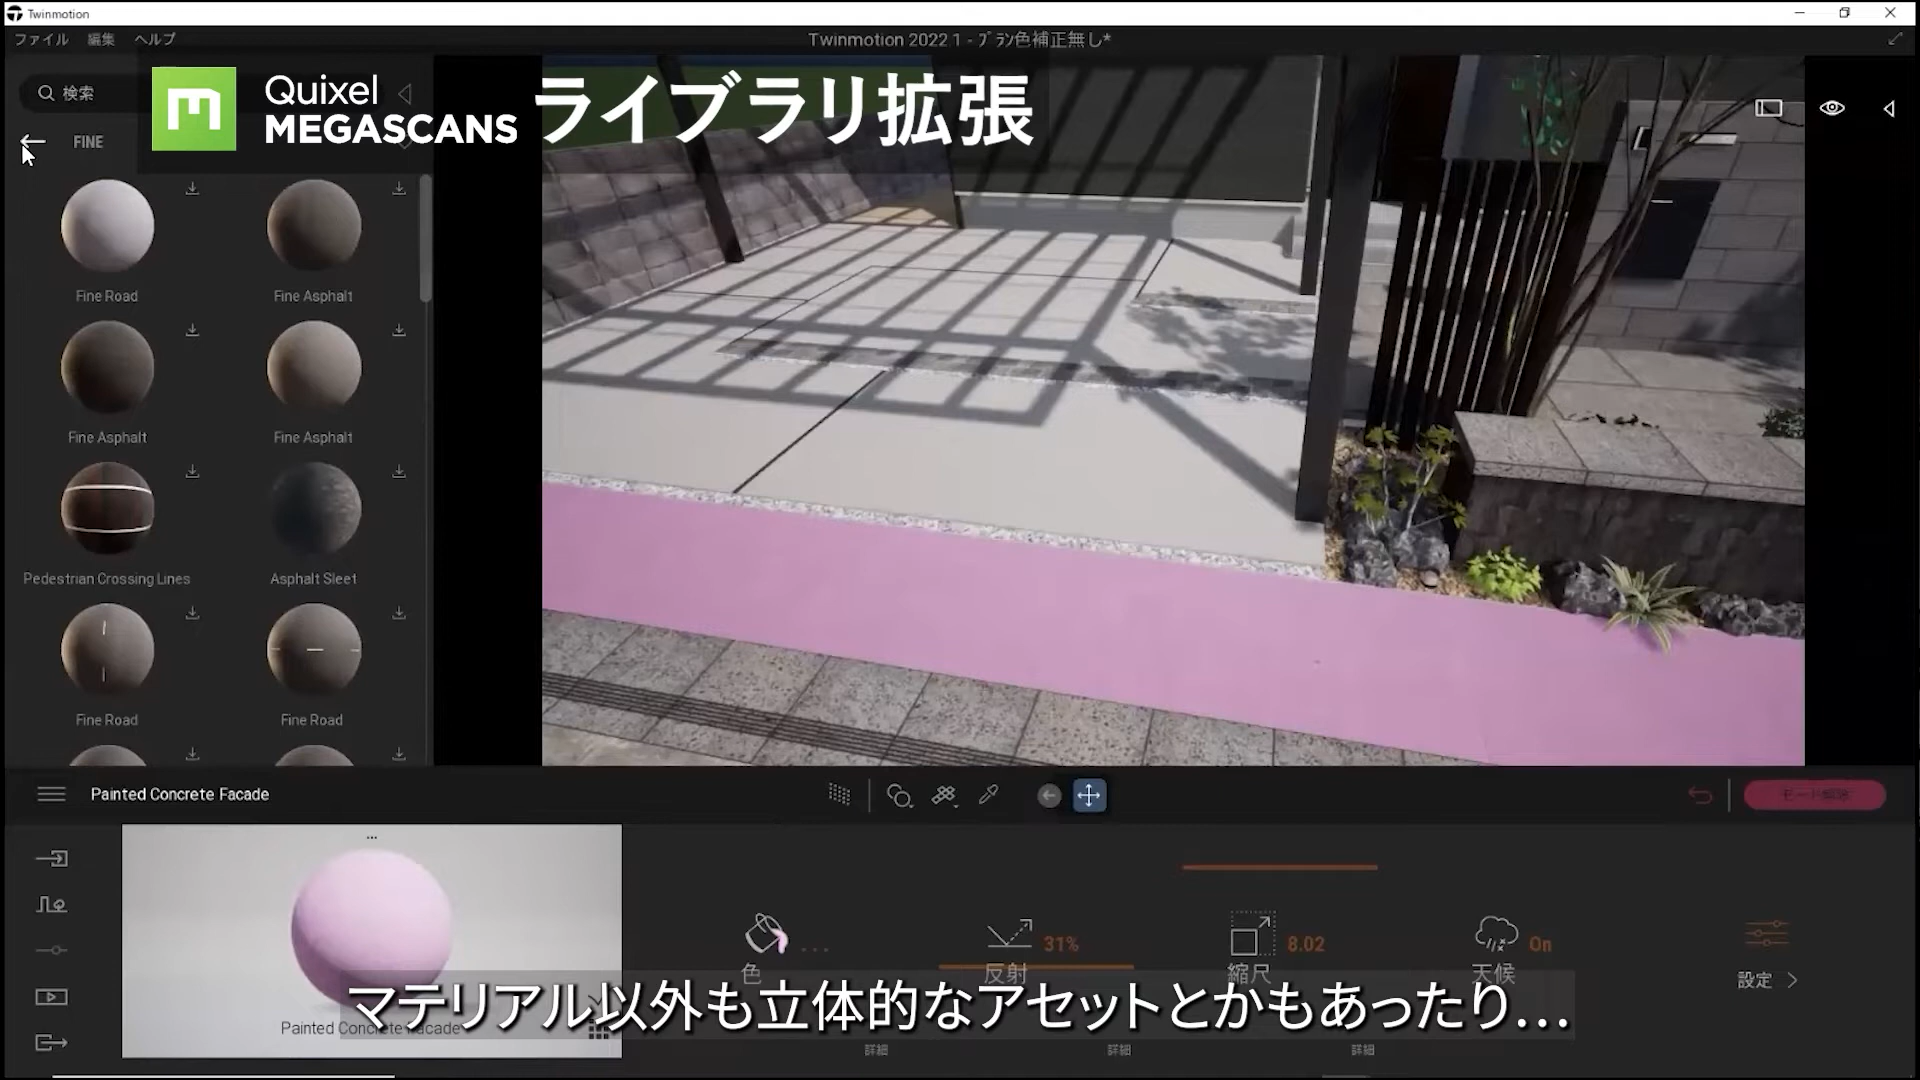 Twinmotion
ファイル 編集 ヘルプ
Twinmotion 2022.1 - ﾌﾟﾗﾝ色補正無し*
検索
Quixel
MEGASCANS
ライブラリ拡張
FINE
Fine Road
Fine Asphalt
Fine Asphalt
Fine Asphalt
Pedestrian Crossing Lines
Asphalt Sleet
Fine Road
Fine Road
Painted Concrete Facade
モード解除
31%
8.02
On
色
反射
縮尺
天候
設定
Painted Concrete Facade
マテリアル以外も立体的なアセットとかもあったり...
詳細
詳細
詳細